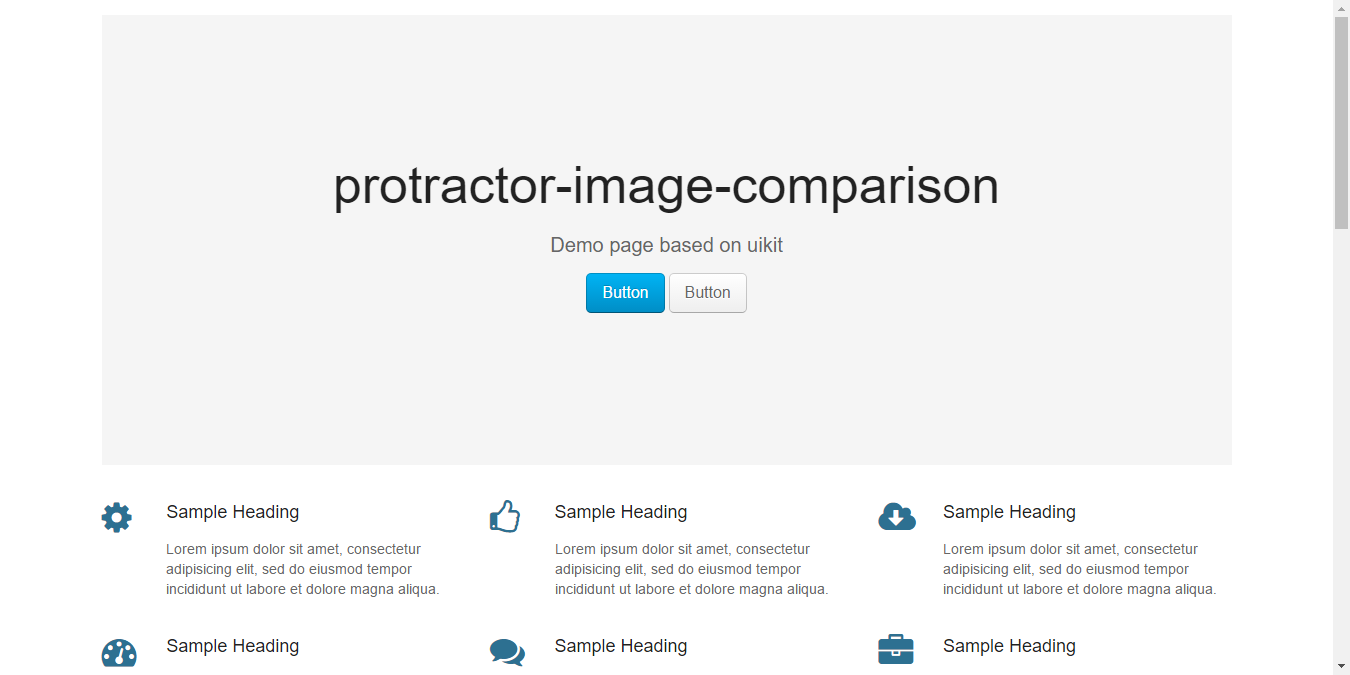 protractor-image-comparison
Demo page based on uikit
Button Button
Sample Heading
Lorem ipsum dolor sit amet, consectetur
adipisicing elit, sed do eiusmod tempor
incididunt ut labore et dolore magna aliqua.
Sample Heading
Lorem ipsum dolor sit amet, consectetur
adipisicing elit, sed do eiusmod tempor
incididunt ut labore et dolore magna aliqua.
Sample Heading
Lorem ipsum dolor sit amet, consectetur
adipisicing elit, sed do eiusmod tempor
incididunt ut labore et dolore magna aliqua.
Sample Heading
Sample Heading
Sample Heading